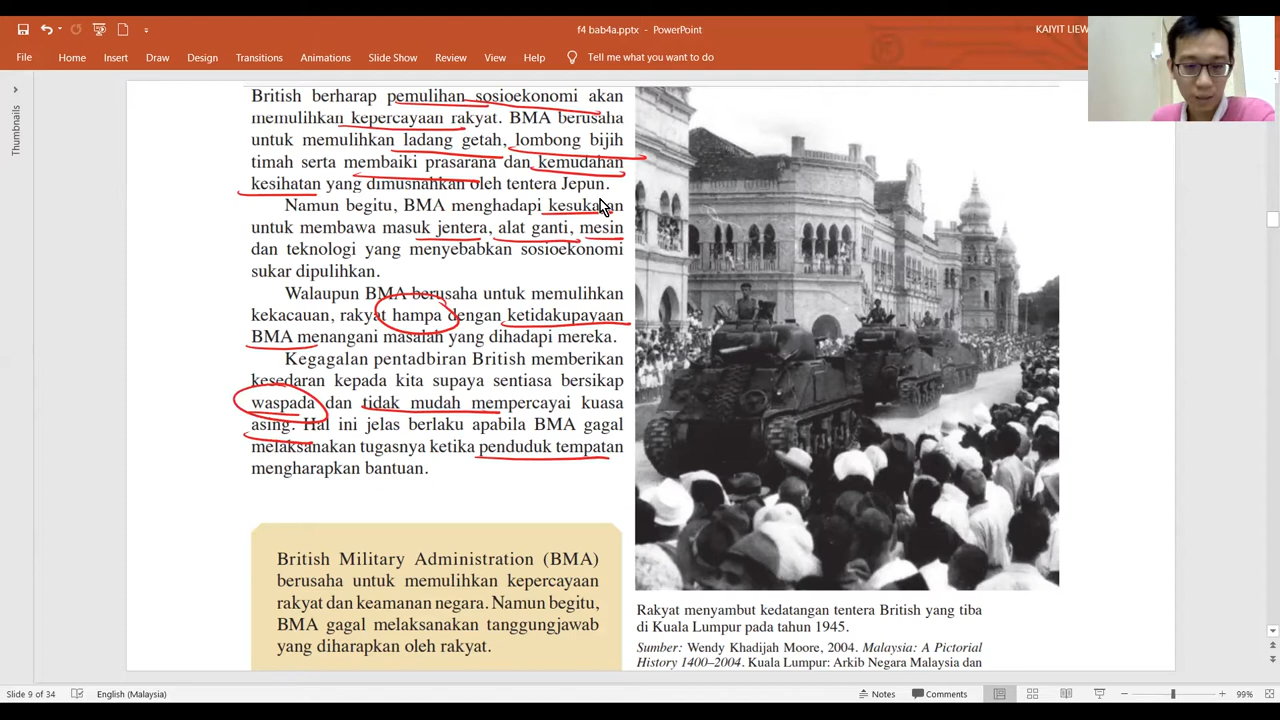 f4 bab4a.pptx - PowerPoint
KAIYIT LIEW
File Home Insert Draw Design Transitions Animations Slide Show Review View Help Tell me what you want to do
Thumbnails
British berharap pemulihan sosioekonomi akan
memulihkan kepercayaan rakyat. BMA berusaha
untuk memulihkan ladang getah, lombong bijih
timah serta membaiki prasarana dan kemudahan
kesihatan yang dimusnahkan oleh tentera Jepun.
Namun begitu, BMA menghadapi kesukaran
untuk membawa masuk jentera, alat ganti, mesin
dan teknologi yang menyebabkan sosioekonomi
sukar dipulihkan.
Walaupun BMA berusaha untuk memulihkan
kekacauan, rakyat hampa dengan ketidakupayaan
BMA menangani masalah yang dihadapi mereka.
Kegagalan pentadbiran British memberikan
kesedaran kepada kita supaya sentiasa bersikap
waspada dan tidak mudah mempercayai kuasa
asing. Hal ini jelas berlaku apabila BMA gagal
melaksanakan tugasnya ketika penduduk tempatan
mengharapkan bantuan.
British Military Administration (BMA)
berusaha untuk memulihkan kepercayaan
rakyat dan keamanan negara. Namun begitu,
BMA gagal melaksanakan tanggungjawab
yang diharapkan oleh rakyat.
Rakyat menyambut kedatangan tentera British yang tiba
di Kuala Lumpur pada tahun 1945.
Sumber: Wendy Khadijah Moore, 2004. Malaysia: A Pictorial
History 1400–2004. Kuala Lumpur: Arkib Negara Malaysia dan
Slide 9 of 34 English (Malaysia) Notes Comments 99%